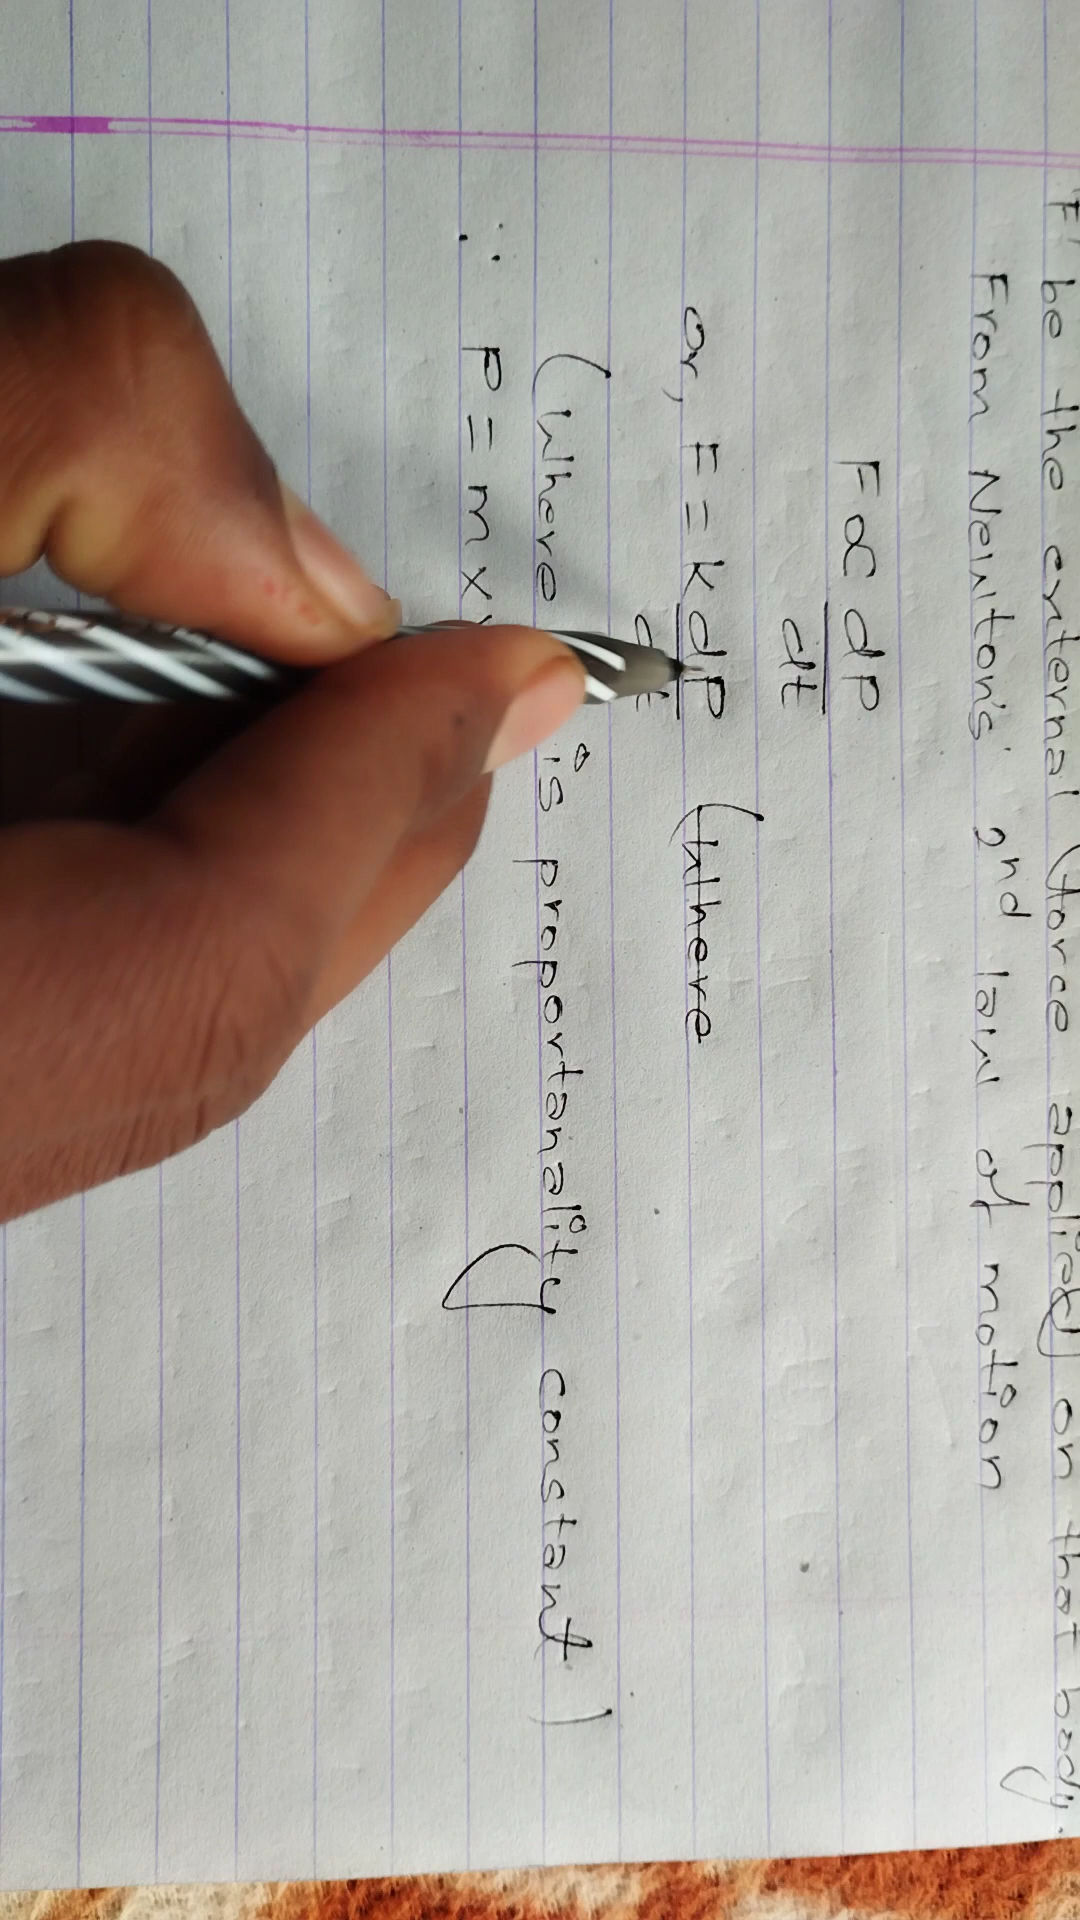 'F' be the external force applied on that body.
From Newton's 2nd law of motion
F ∝ dP
dt
or, F = k dP (where
(where is proportanality constant)
∴ P = m x